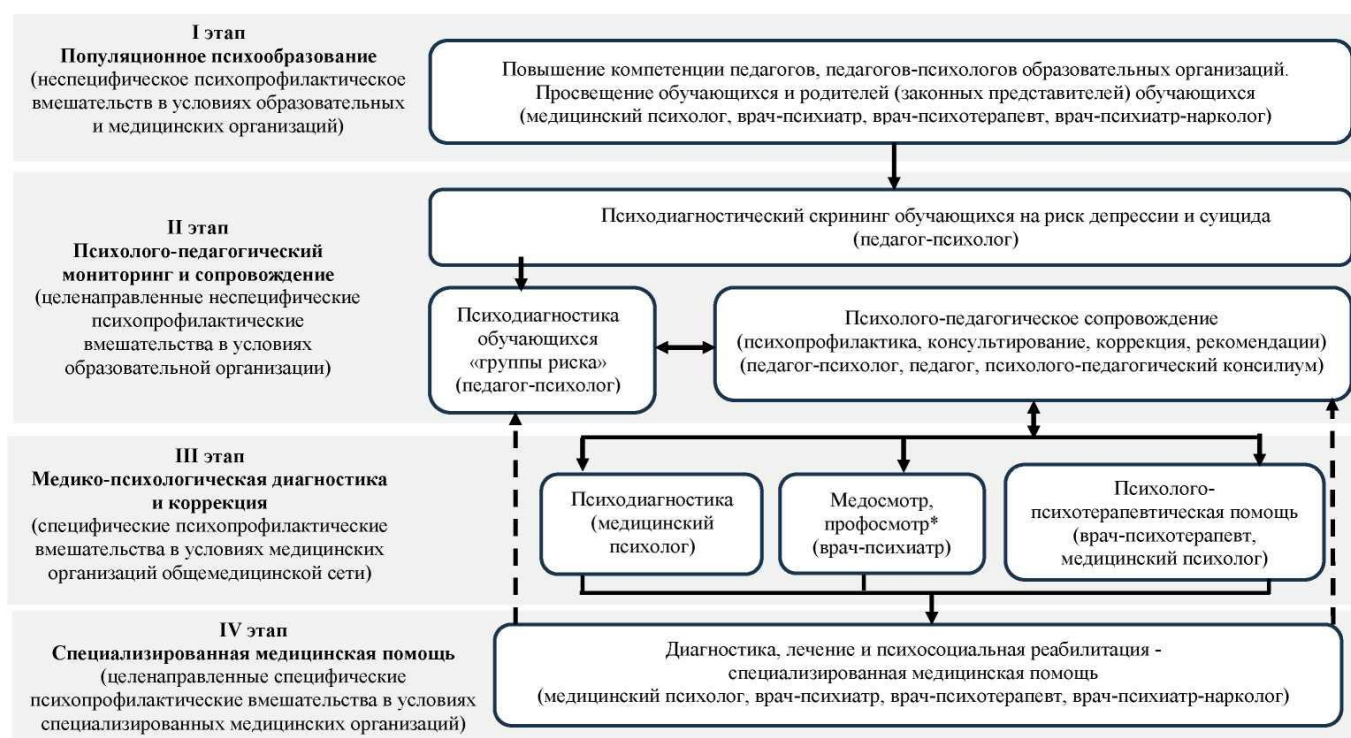 I этап
Популяционное психообразование
(неспецифическое психопрофилактическое
вмешательств в условиях образовательных
и медицинских организаций)
Повышение компетенции педагогов, педагогов-психологов образовательных организаций.
Просвещение обучающихся и родителей (законных представителей) обучающихся
(медицинский психолог, врач-психиатр, врач-психотерапевт, врач-психиатр-нарколог)
II этап
Психолого-педагогический
мониторинг и сопровождение
(целенаправленные неспецифические
психопрофилактические
вмешательства в условиях
образовательной организации)
Психодиагностический скрининг обучающихся на риск депрессии и суицида
(педагог-психолог)
Психодиагностика
обучающихся
«группы риска»
(педагог-психолог)
Психолого-педагогическое сопровождение
(психопрофилактика, консультирование, коррекция, рекомендации)
(педагог-психолог, педагог, психолого-педагогический консилиум)
III этап
Медико-психологическая диагностика
и коррекция
(специфические психопрофилактические
вмешательства в условиях медицинских
организаций общемедицинской сети)
Психодиагностика
(медицинский
психолог)
Медосмотр,
профосмотр*
(врач-психиатр)
Психолого-
психотерапевтическая помощь
(врач-психотерапевт,
медицинский психолог)
IV этап
Специализированная медицинская помощь
(целенаправленные специфические
психопрофилактические вмешательства в условиях
специализированных медицинских организаций)
Диагностика, лечение и психосоциальная реабилитация -
специализированная медицинская помощь
(медицинский психолог, врач-психиатр, врач-психотерапевт, врач-психиатр-нарколог)